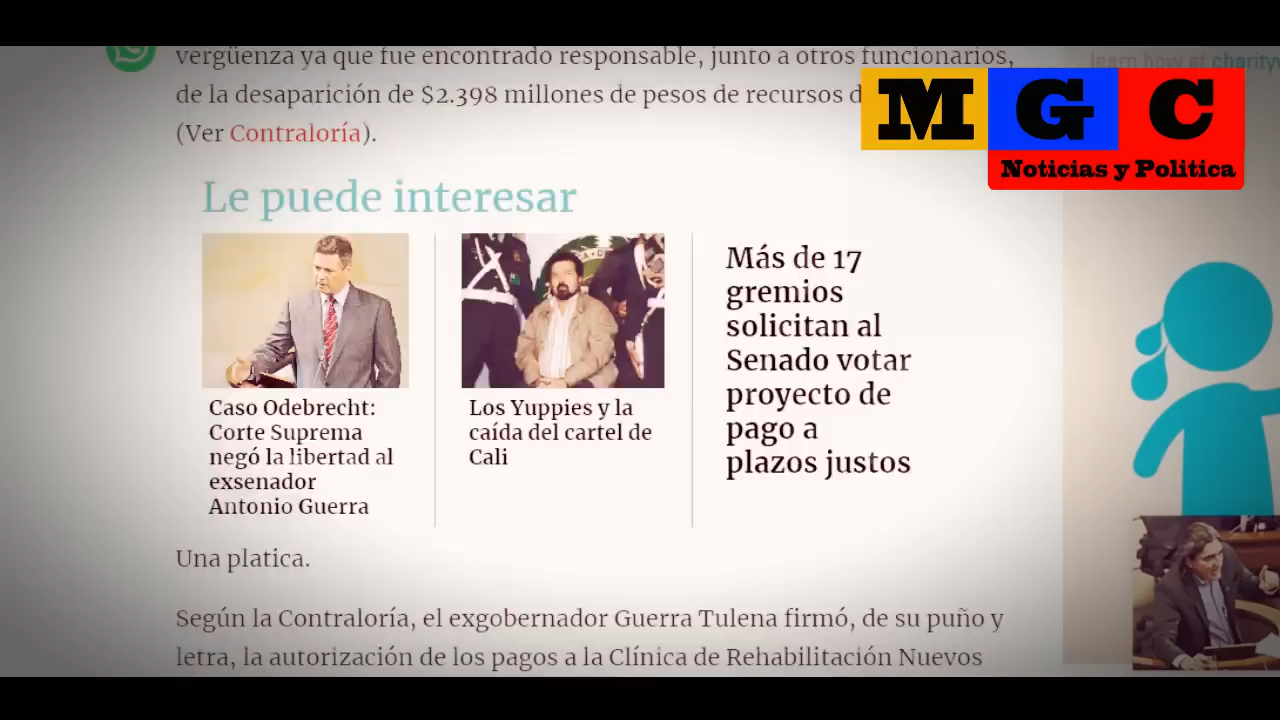 vergüenza ya que fue encontrado responsable, junto a otros funcionarios,
de la desaparición de $2.398 millones de pesos de recursos
(Ver Contraloría).
learn how at charity
M G C
Noticias y Politica
Le puede interesar
Caso Odebrecht:
Corte Suprema
negó la libertad al
exsenador
Antonio Guerra
Los Yuppies y la
caída del cartel de
Cali
Más de 17
gremios
solicitan al
Senado votar
proyecto de
pago a
plazos justos
Una platica.
Según la Contraloría, el exgobernador Guerra Tulena firmó, de su puño y
letra, la autorización de los pagos a la Clínica de Rehabilitación Nuevos